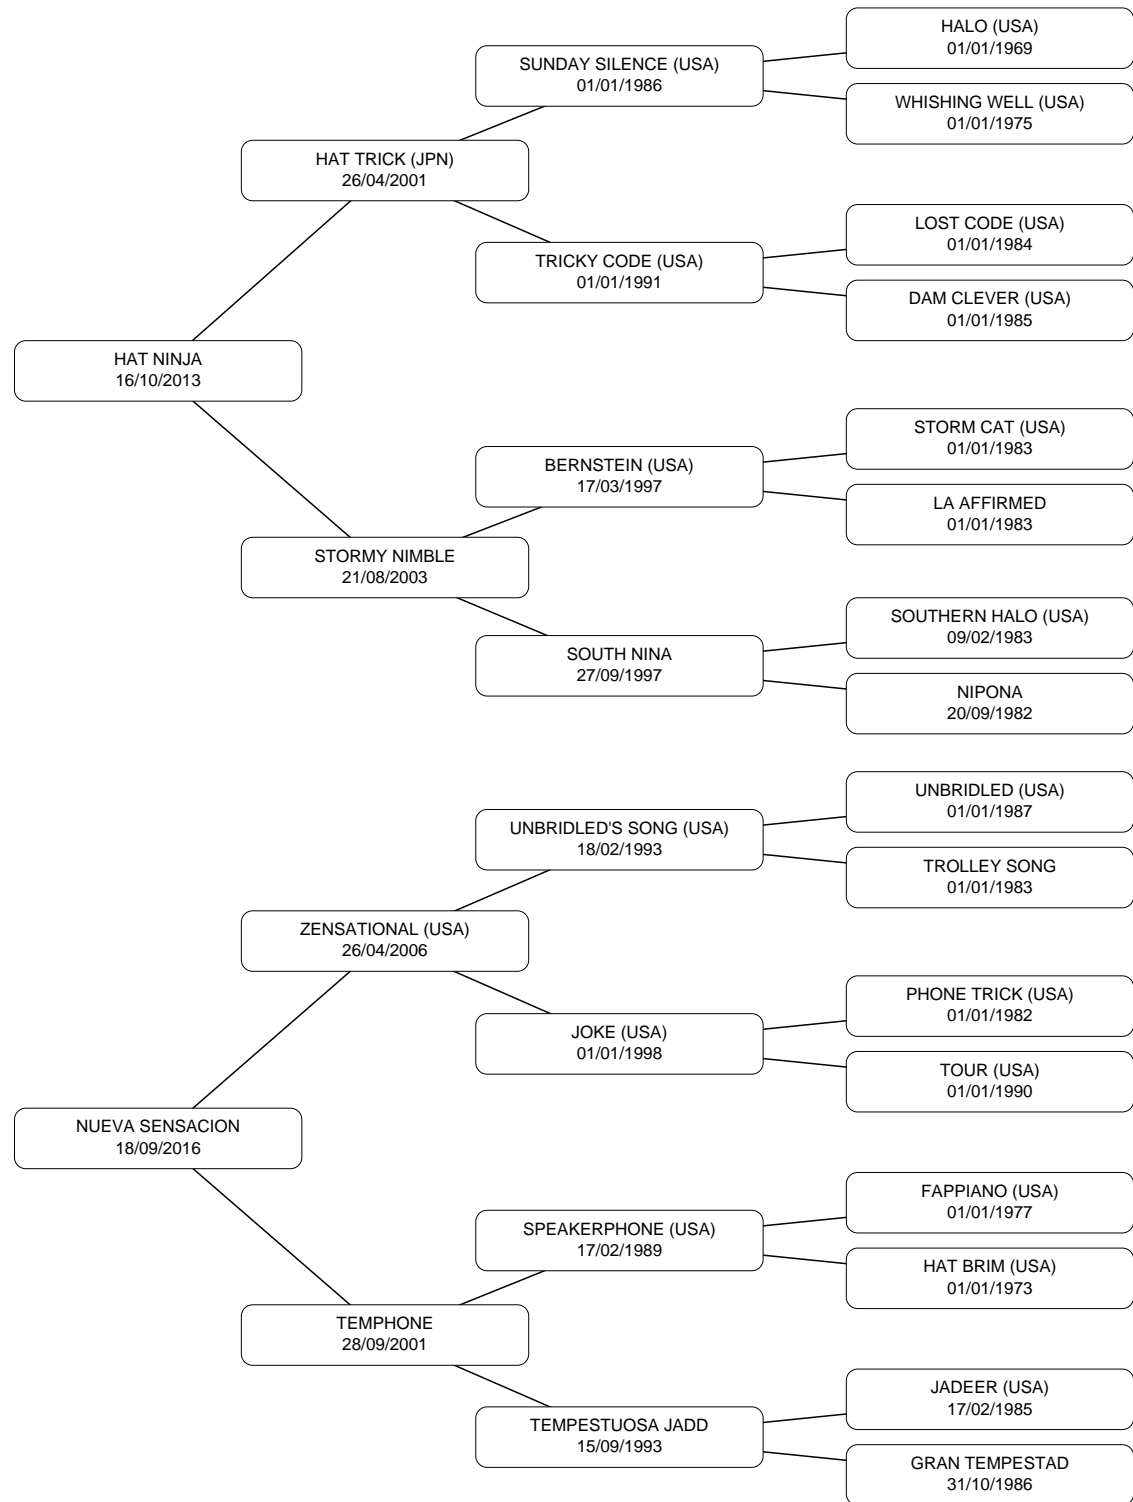 HALO (USA)
01/01/1969
SUNDAY SILENCE (USA)
01/01/1986
WHISHING WELL (USA)
01/01/1975
HAT TRICK (JPN)
26/04/2001
LOST CODE (USA)
01/01/1984
TRICKY CODE (USA)
01/01/1991
DAM CLEVER (USA)
01/01/1985
HAT NINJA
16/10/2013
STORM CAT (USA)
01/01/1983
BERNSTEIN (USA)
17/03/1997
LA AFFIRMED
01/01/1983
STORMY NIMBLE
21/08/2003
SOUTHERN HALO (USA)
09/02/1983
SOUTH NINA
27/09/1997
NIPONA
20/09/1982
UNBRIDLED (USA)
01/01/1987
UNBRIDLED'S SONG (USA)
18/02/1993
TROLLEY SONG
01/01/1983
ZENSATIONAL (USA)
26/04/2006
PHONE TRICK (USA)
01/01/1982
JOKE (USA)
01/01/1998
TOUR (USA)
01/01/1990
NUEVA SENSACION
18/09/2016
FAPPIANO (USA)
01/01/1977
SPEAKERPHONE (USA)
17/02/1989
HAT BRIM (USA)
01/01/1973
TEMPHONE
28/09/2001
JADEER (USA)
17/02/1985
TEMPESTUOSA JADD
15/09/1993
GRAN TEMPESTAD
31/10/1986